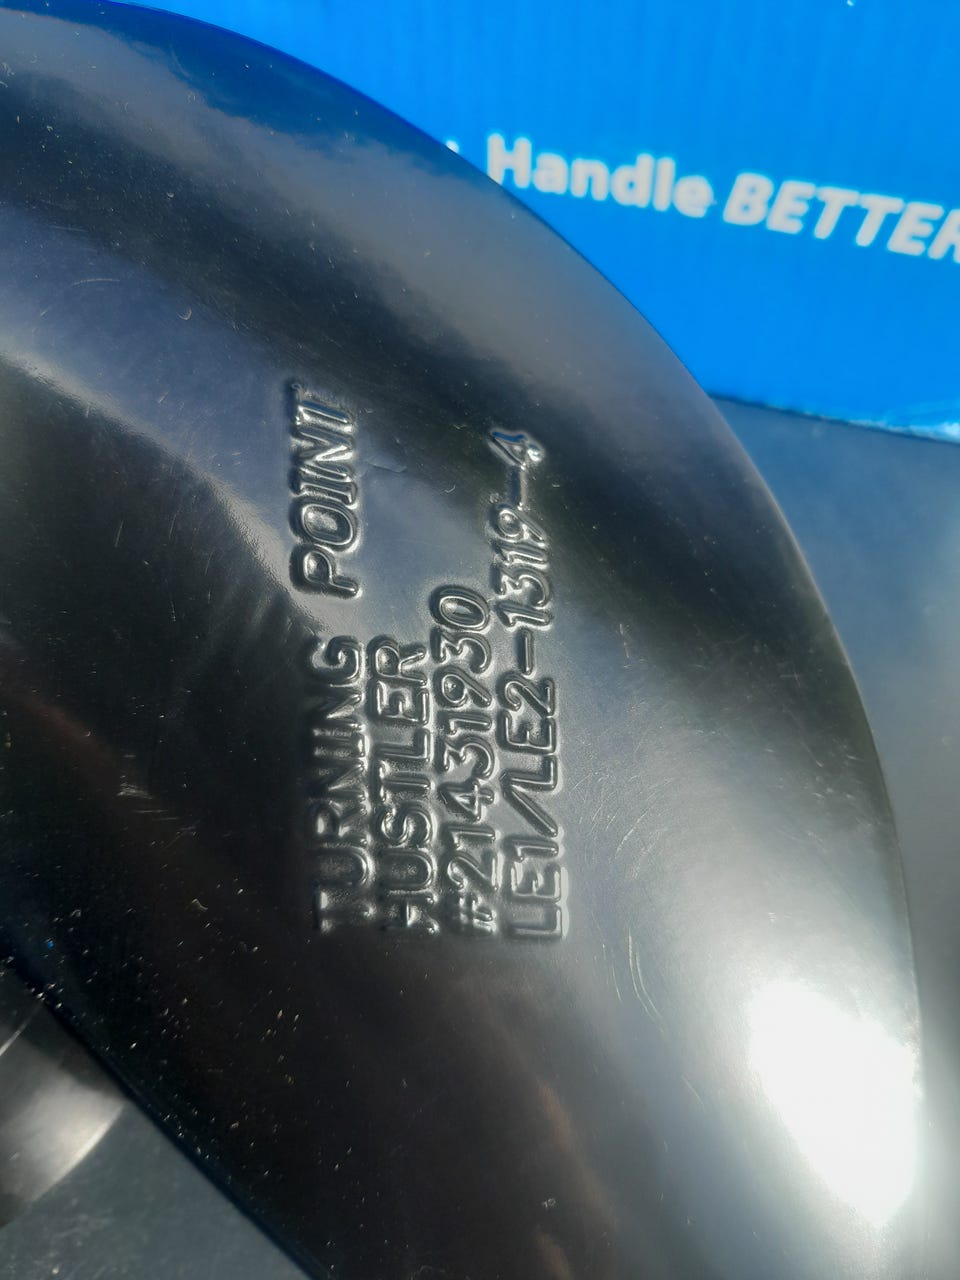 Handle BETTER
TURNING POINT
HUSTLER
#21431930
LE1/LE2-1319-4